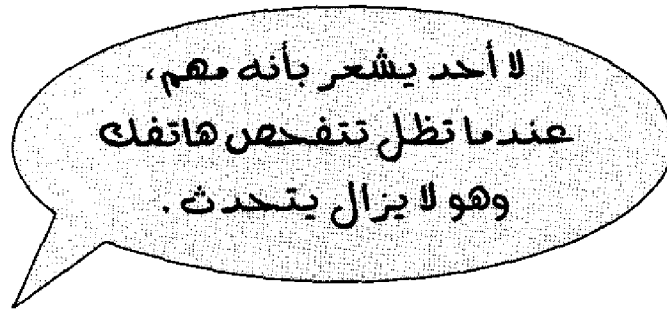 لا أحد يشعر بأنه مهم،
عندما تظل تتفحص هاتفك
وهو لا يزال يتحدث .